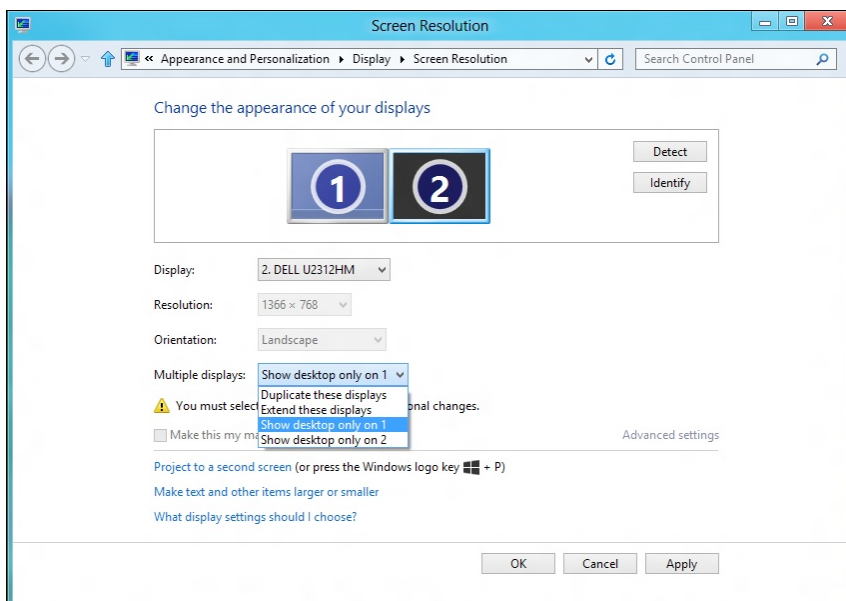 Screen Resolution
« Appearance and Personalization ▸ Display ▸ Screen Resolution Search Control Panel
Change the appearance of your displays
1 2
Detect
Identify
Display: 2. DELL U2312HM
Resolution: 1366 × 768
Orientation: Landscape
Multiple displays: Show desktop only on 1
Duplicate these displays
You must selec onal changes.
Extend these displays
Show desktop only on 1
Make this my m Advanced settings
Show desktop only on 2
Project to a second screen (or press the Windows logo key + P)
Make text and other items larger or smaller
What display settings should I choose?
OK Cancel Apply